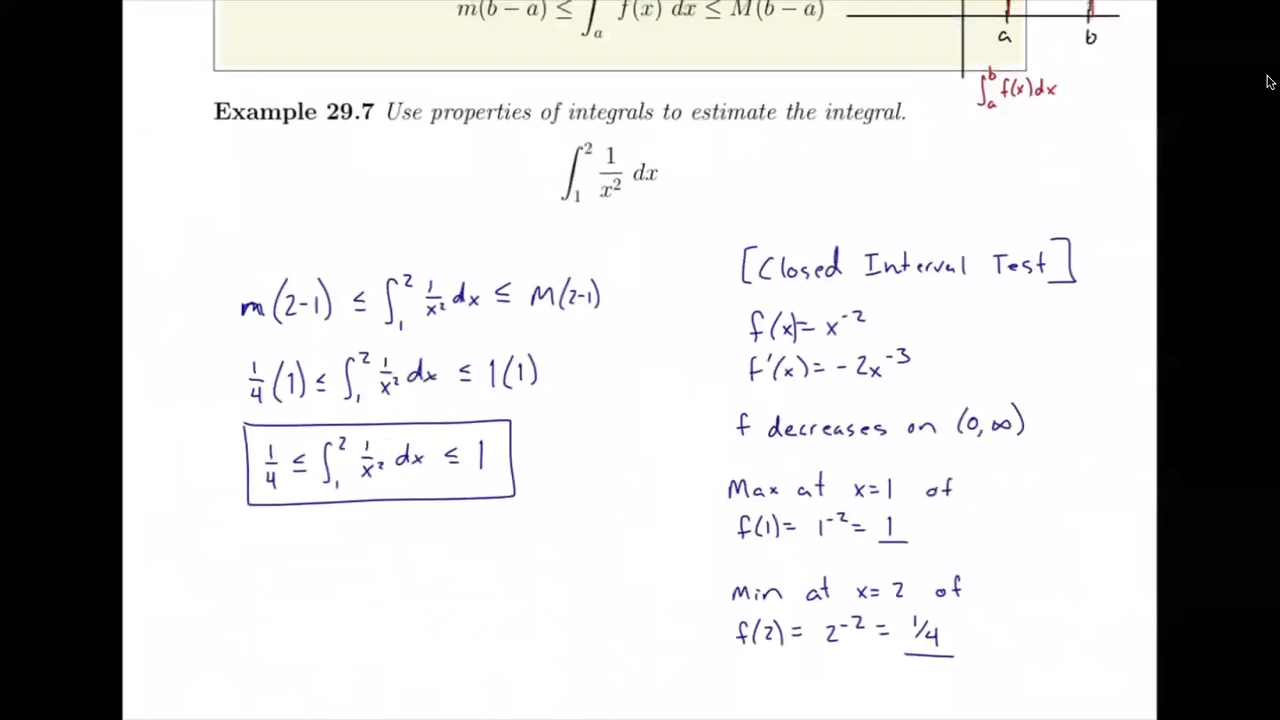 m(b − a) ≤ ∫_a f(x) dx ≤ M(b − a)
a b
∫_a^b f(x)dx
Example 29.7 Use properties of integrals to estimate the integral.
∫_1^2 1/x² dx
m(2-1) ≤ ∫_1^2 1/x² dx ≤ M(2-1)
1/4 (1) ≤ ∫_1^2 1/x² dx ≤ 1(1)
1/4 ≤ ∫_1^2 1/x² dx ≤ 1
[Closed Interval Test]
f(x)= x^-2
f'(x) = -2x^-3
f decreases on (0, ∞)
Max at x=1 of
f(1)= 1^-2 = 1
Min at x=2 of
f(2)= 2^-2 = 1/4